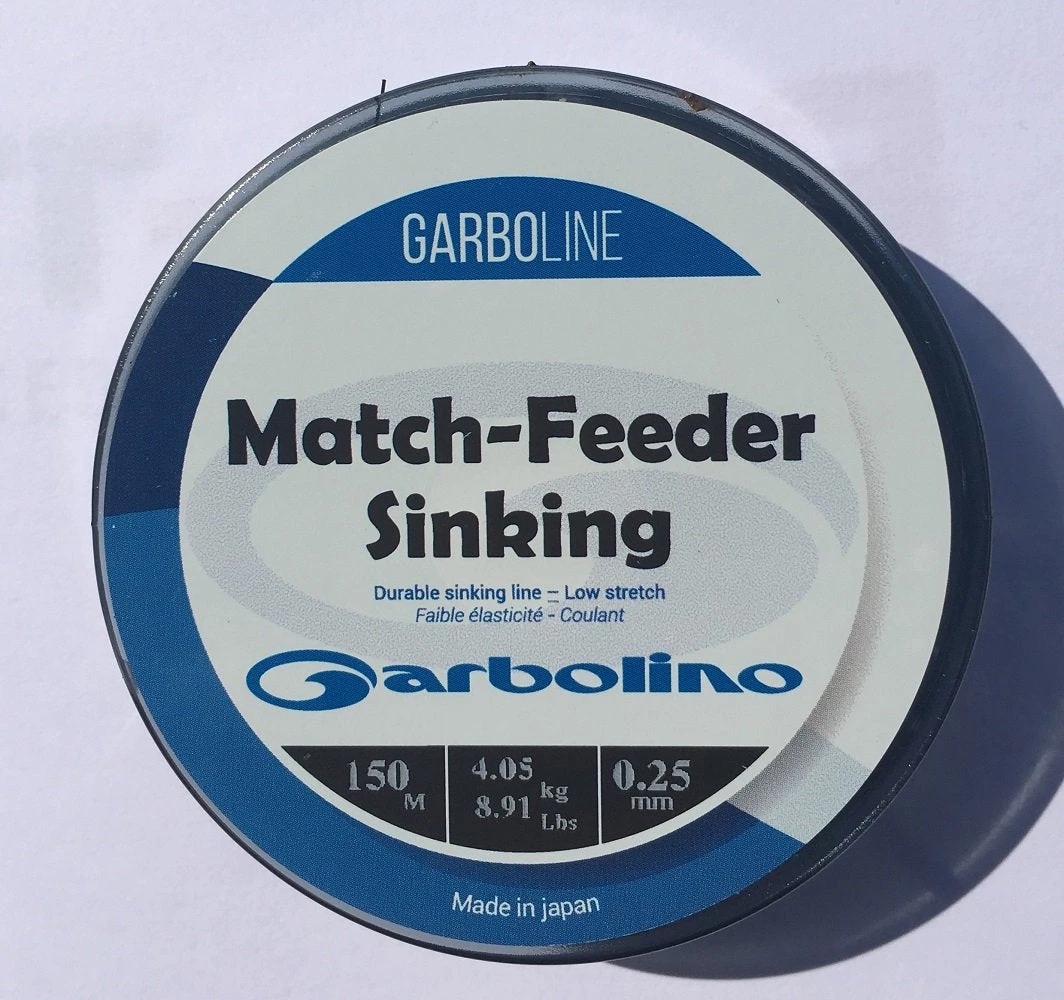 GARBOLINE
Match-Feeder
Sinking
Durable sinking line – Low stretch
Faible élasticité - Coulant
Garbolino
150 M
4.05 kg
8.91 Lbs
0.25 mm
Made in japan